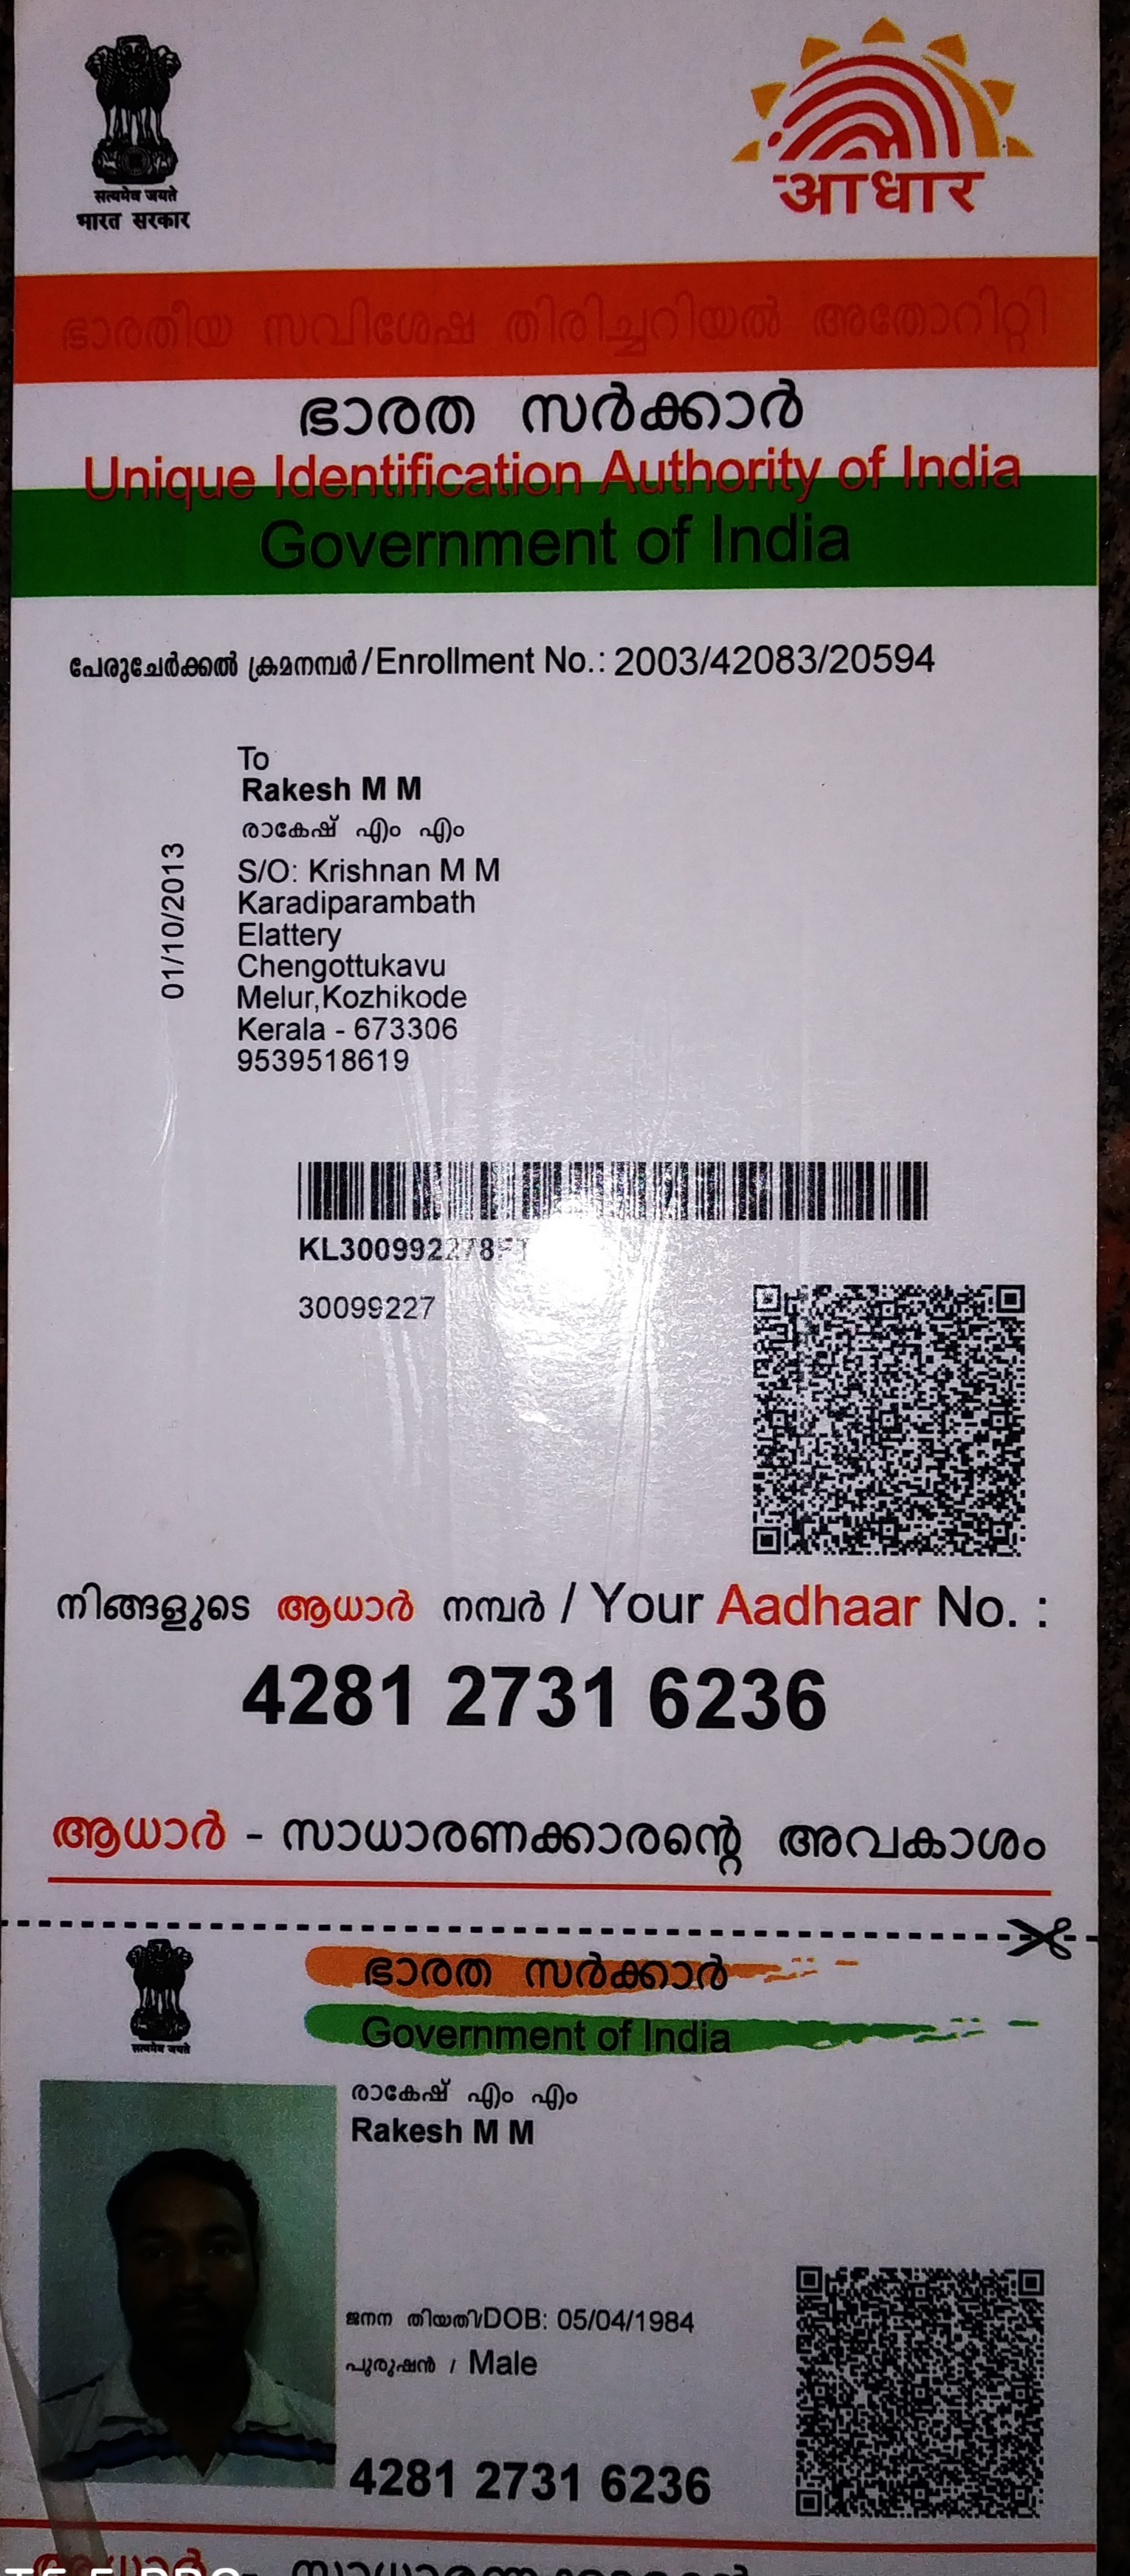 सत्यमेव जयते
भारत सरकार
आधार
ഭാരതീയ സവിശേഷ തിരിച്ചറിയൽ അതോറിറ്റി
ഭാരത സർക്കാർ
Unique Identification Authority of India
Government of India
പേരുചേർക്കൽ ക്രമനമ്പർ/Enrollment No.: 2003/42083/20594
To
Rakesh M M
രാകേഷ് എം എം
S/O: Krishnan M M
Karadiparambath
Elattery
Chengottukavu
Melur,Kozhikode
Kerala - 673306
9539518619
01/10/2013
30099227
നിങ്ങളുടെ ആധാർ നമ്പർ / Your Aadhaar No. :
4281 2731 6236
ആധാർ - സാധാരണക്കാരന്റെ അവകാശം
ഭാരത സർക്കാർ
Government of India
सत्यमेव जयते
രാകേഷ് എം എം
Rakesh M M
ജനന തിയതി/DOB: 05/04/1984
പുരുഷൻ / Male
4281 2731 6236